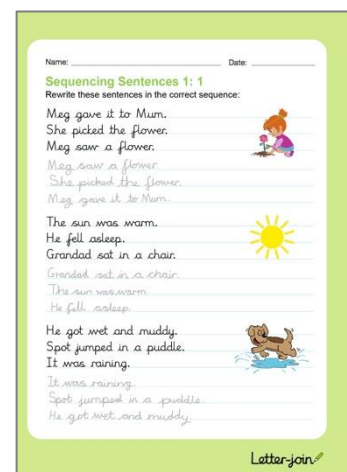 Name: Date:
Sequencing Sentences 1: 1
Rewrite these sentences in the correct sequence:
Meg gave it to Mum.
She picked the flower.
Meg saw a flower.
Meg saw a flower
She picked the flower.
Meg gave it to Mum.
The sun was warm.
He fell asleep.
Grandad sat in a chair.
Grandad sat in a chair.
The sun was warm.
He fell asleep.
He got wet and muddy.
Spot jumped in a puddle.
It was raining.
It was raining.
Spot jumped in a puddle.
He got wet and muddy.
Letter-join